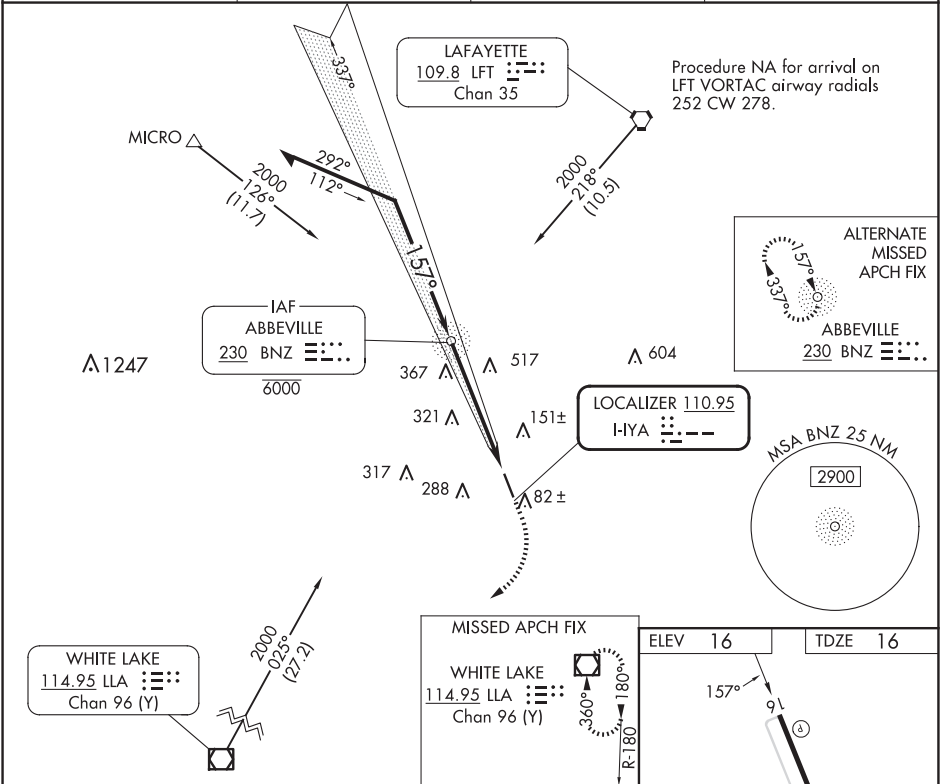 LAFAYETTE
109.8 LFT
Chan 35
Procedure NA for arrival on
LFT VORTAC airway radials
252 CW 278.
337°
MICRO
2000
126°
(11.7)
292°
112°
2000
218°
(10.5)
157°
ALTERNATE
MISSED
APCH FIX
157°
337°
ABBEVILLE
230 BNZ
IAF
ABBEVILLE
230 BNZ
6000
1247
367
517
604
321
151±
LOCALIZER 110.95
I-IYA
317
288
82±
MSA BNZ 25 NM
2900
2000
025°
(27.2)
WHITE LAKE
114.95 LLA
Chan 96 (Y)
MISSED APCH FIX
WHITE LAKE
114.95 LLA
Chan 96 (Y)
360°
180°
R-180
ELEV 16
TDZE 16
157°
16
P